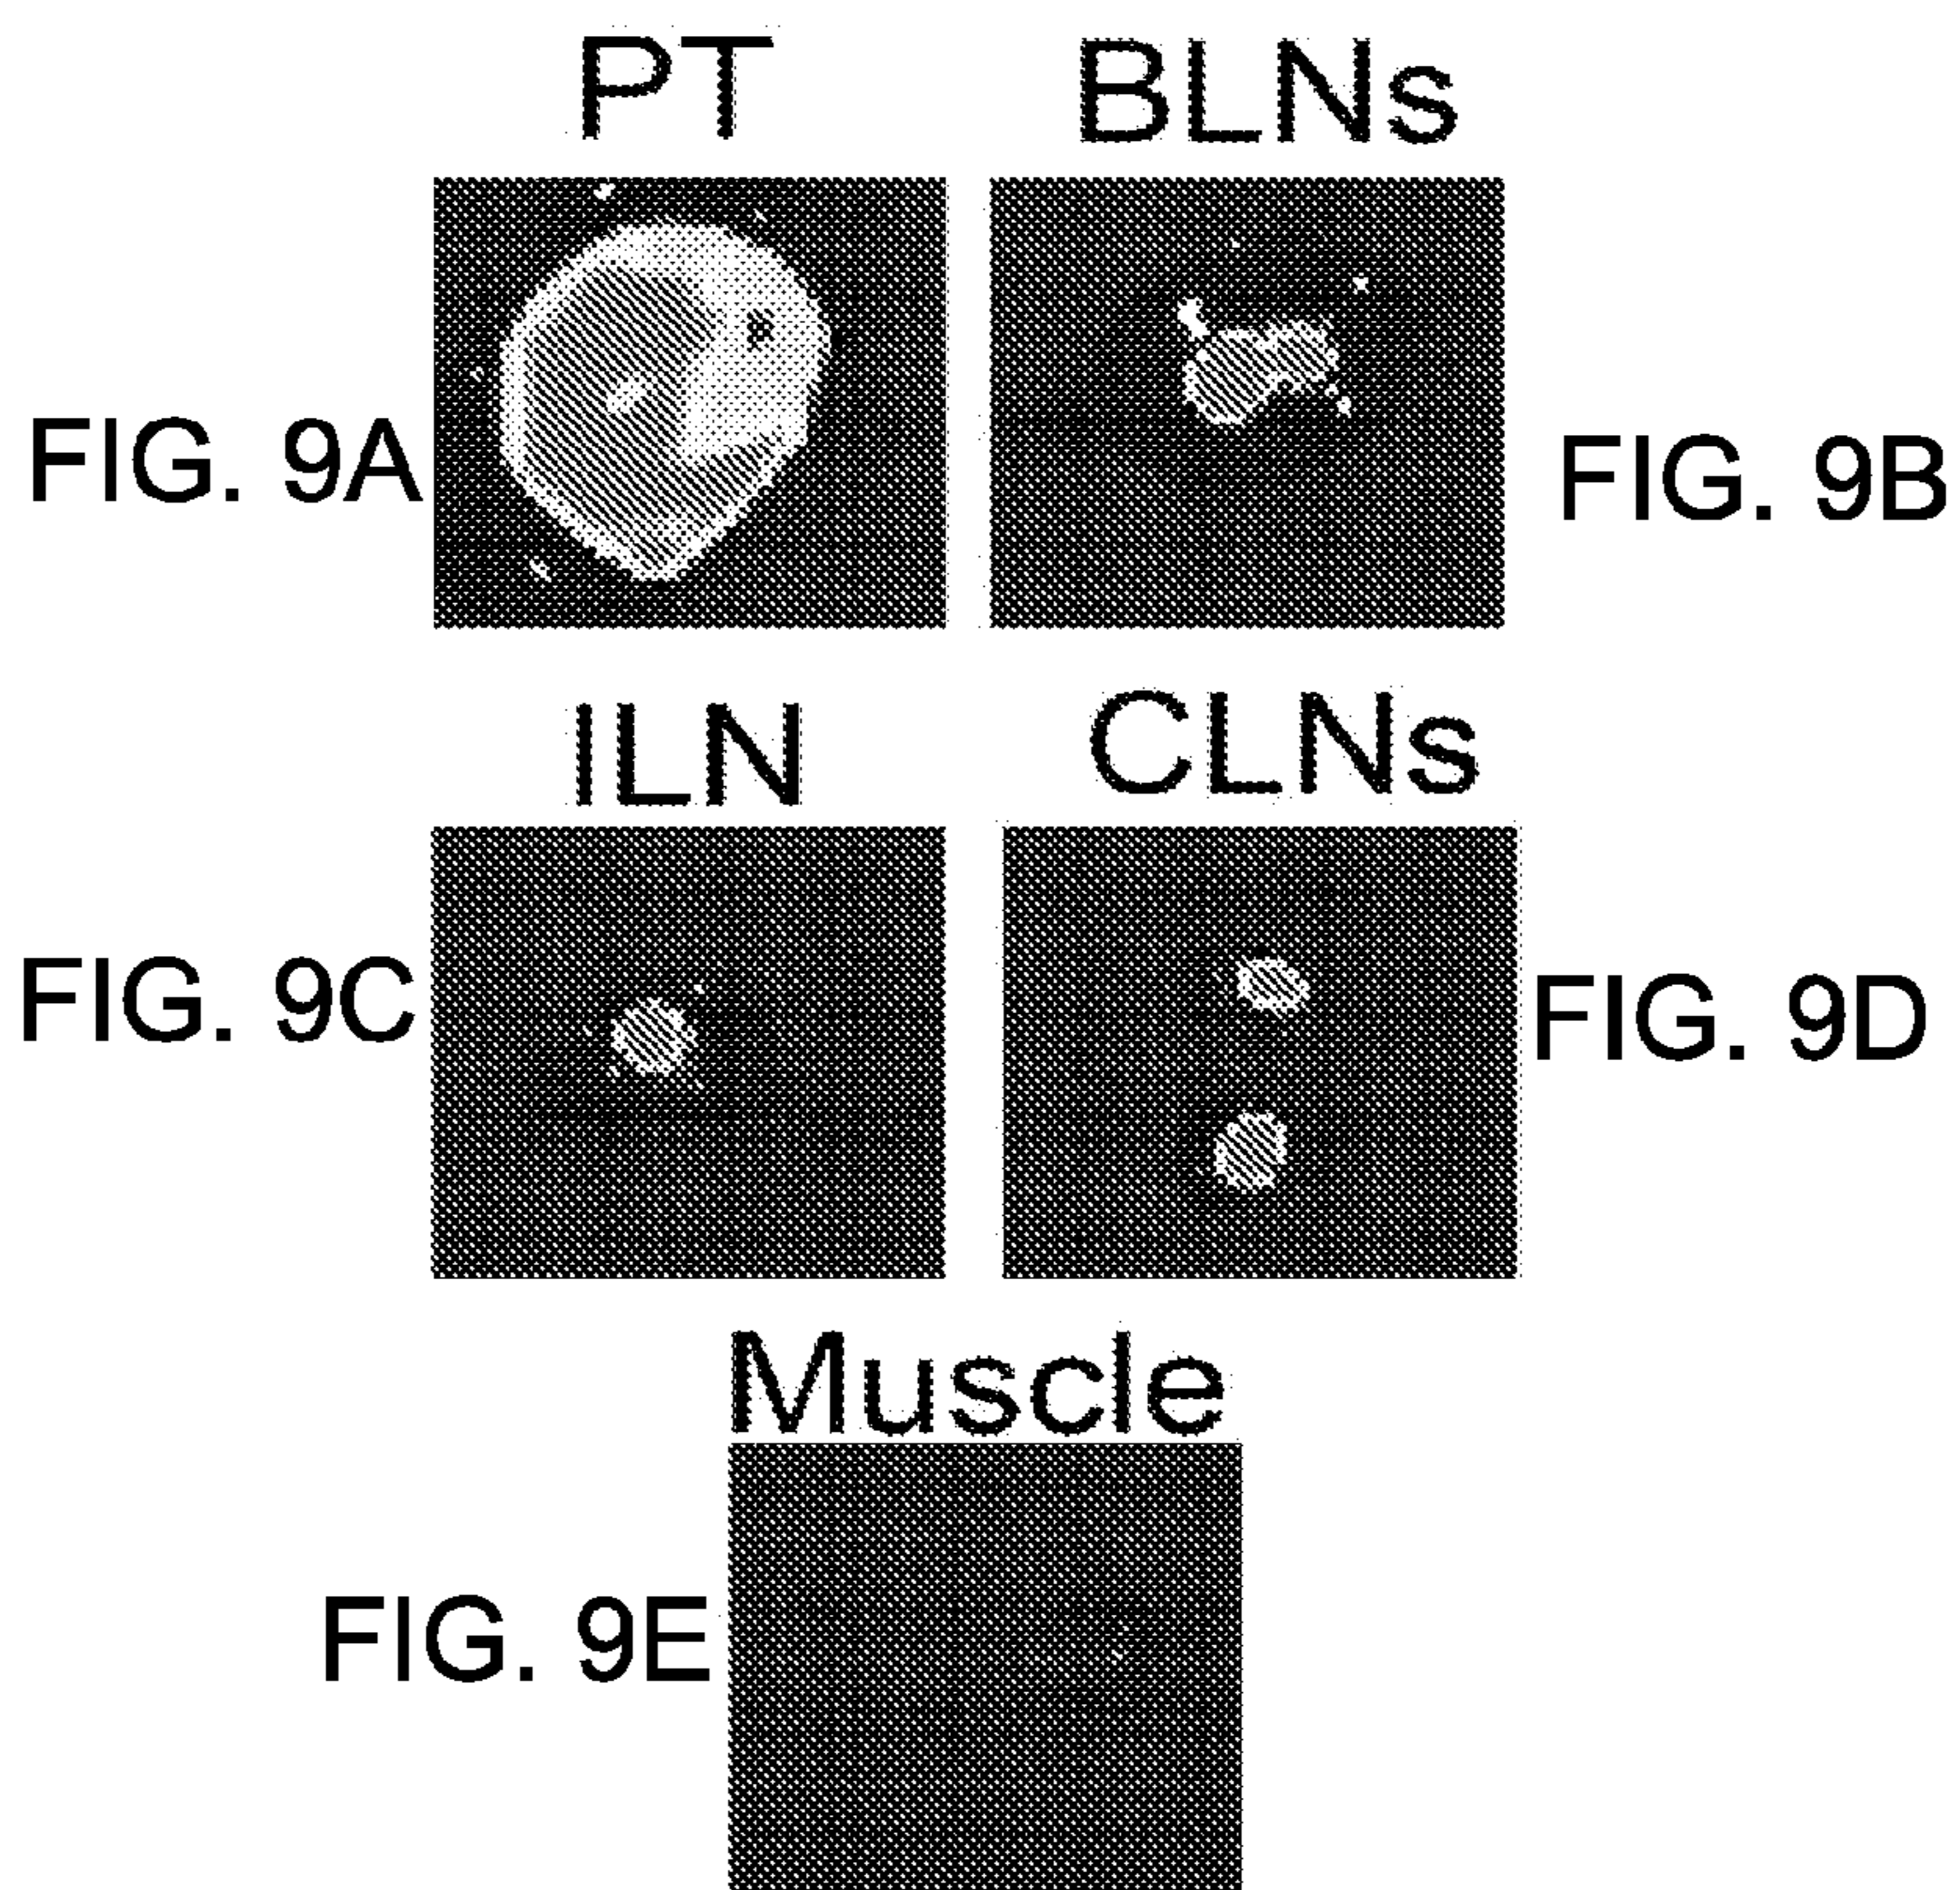 PT
BLNs
FIG. 9A
FIG. 9B
ILN
CLNs
FIG. 9C
FIG. 9D
Muscle
FIG. 9E